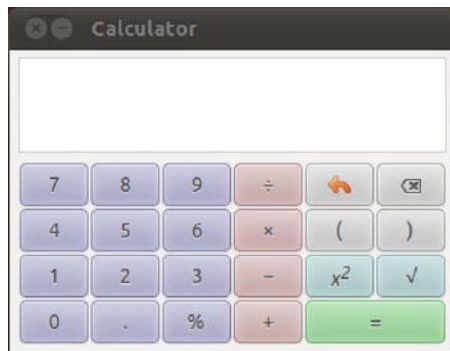 Calculator
7 8 9 ÷
4 5 6 × ( )
1 2 3 − x² √
0 . % + =